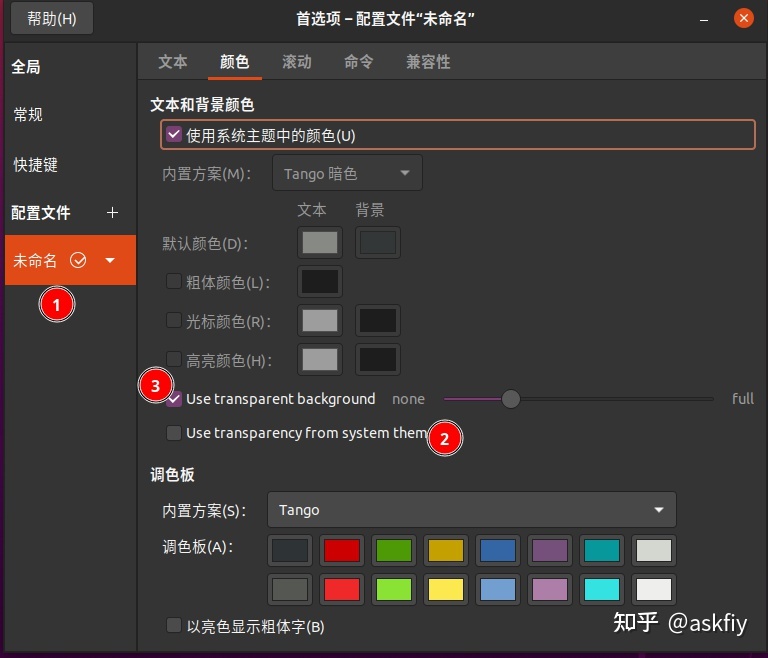 帮助(H)
首选项 – 配置文件“未命名”
全局
常规
快捷键
配置文件
未命名
1
文本 颜色 滚动 命令 兼容性
文本和背景颜色
使用系统主题中的颜色(U)
内置方案(M)： Tango 暗色
文本 背景
默认颜色(D)：
粗体颜色(L)：
光标颜色(R)：
高亮颜色(H)：
3
Use transparent background none full
Use transparency from system them
2
调色板
内置方案(S)： Tango
调色板(A)：
以亮色显示粗体字(B)
知乎 @askfiy